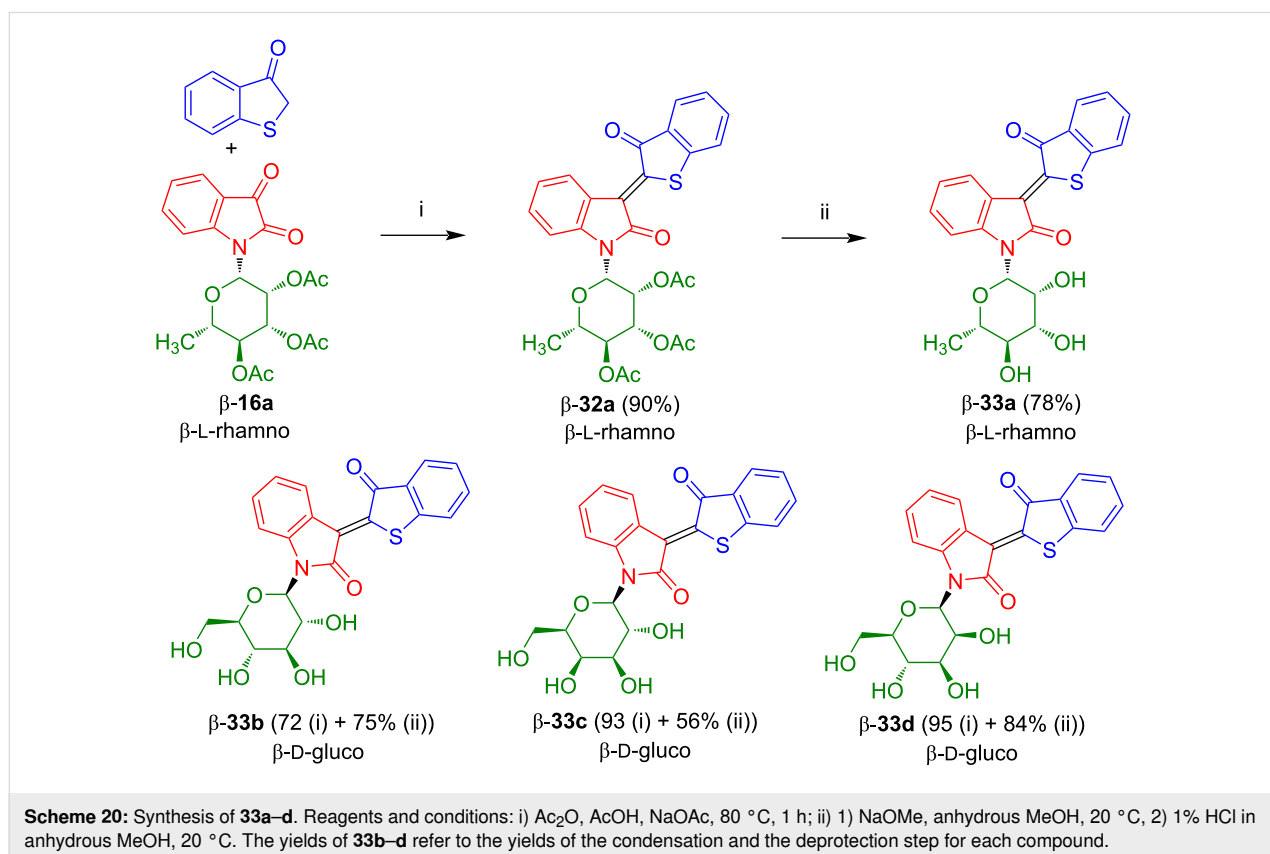 O
S
+
O
O
N
O
OAc
H3C
OAc
OAc
β-16a
β-L-rhamno
i
O
S
O
N
O
OAc
H3C
OAc
OAc
β-32a (90%)
β-L-rhamno
ii
O
S
O
N
O
OH
H3C
OH
OH
β-33a (78%)
β-L-rhamno
O
S
N
O
O
OH
HO
HO
OH
β-33b (72 (i) + 75% (ii))
β-D-gluco
O
S
N
O
O
OH
HO
HO
OH
β-33c (93 (i) + 56% (ii))
β-D-gluco
O
S
N
O
O
OH
HO
HO
OH
β-33d (95 (i) + 84% (ii))
β-D-gluco
Scheme 20: Synthesis of 33a–d. Reagents and conditions: i) Ac2O, AcOH, NaOAc, 80 °C, 1 h; ii) 1) NaOMe, anhydrous MeOH, 20 °C, 2) 1% HCl in
anhydrous MeOH, 20 °C. The yields of 33b–d refer to the yields of the condensation and the deprotection step for each compound.